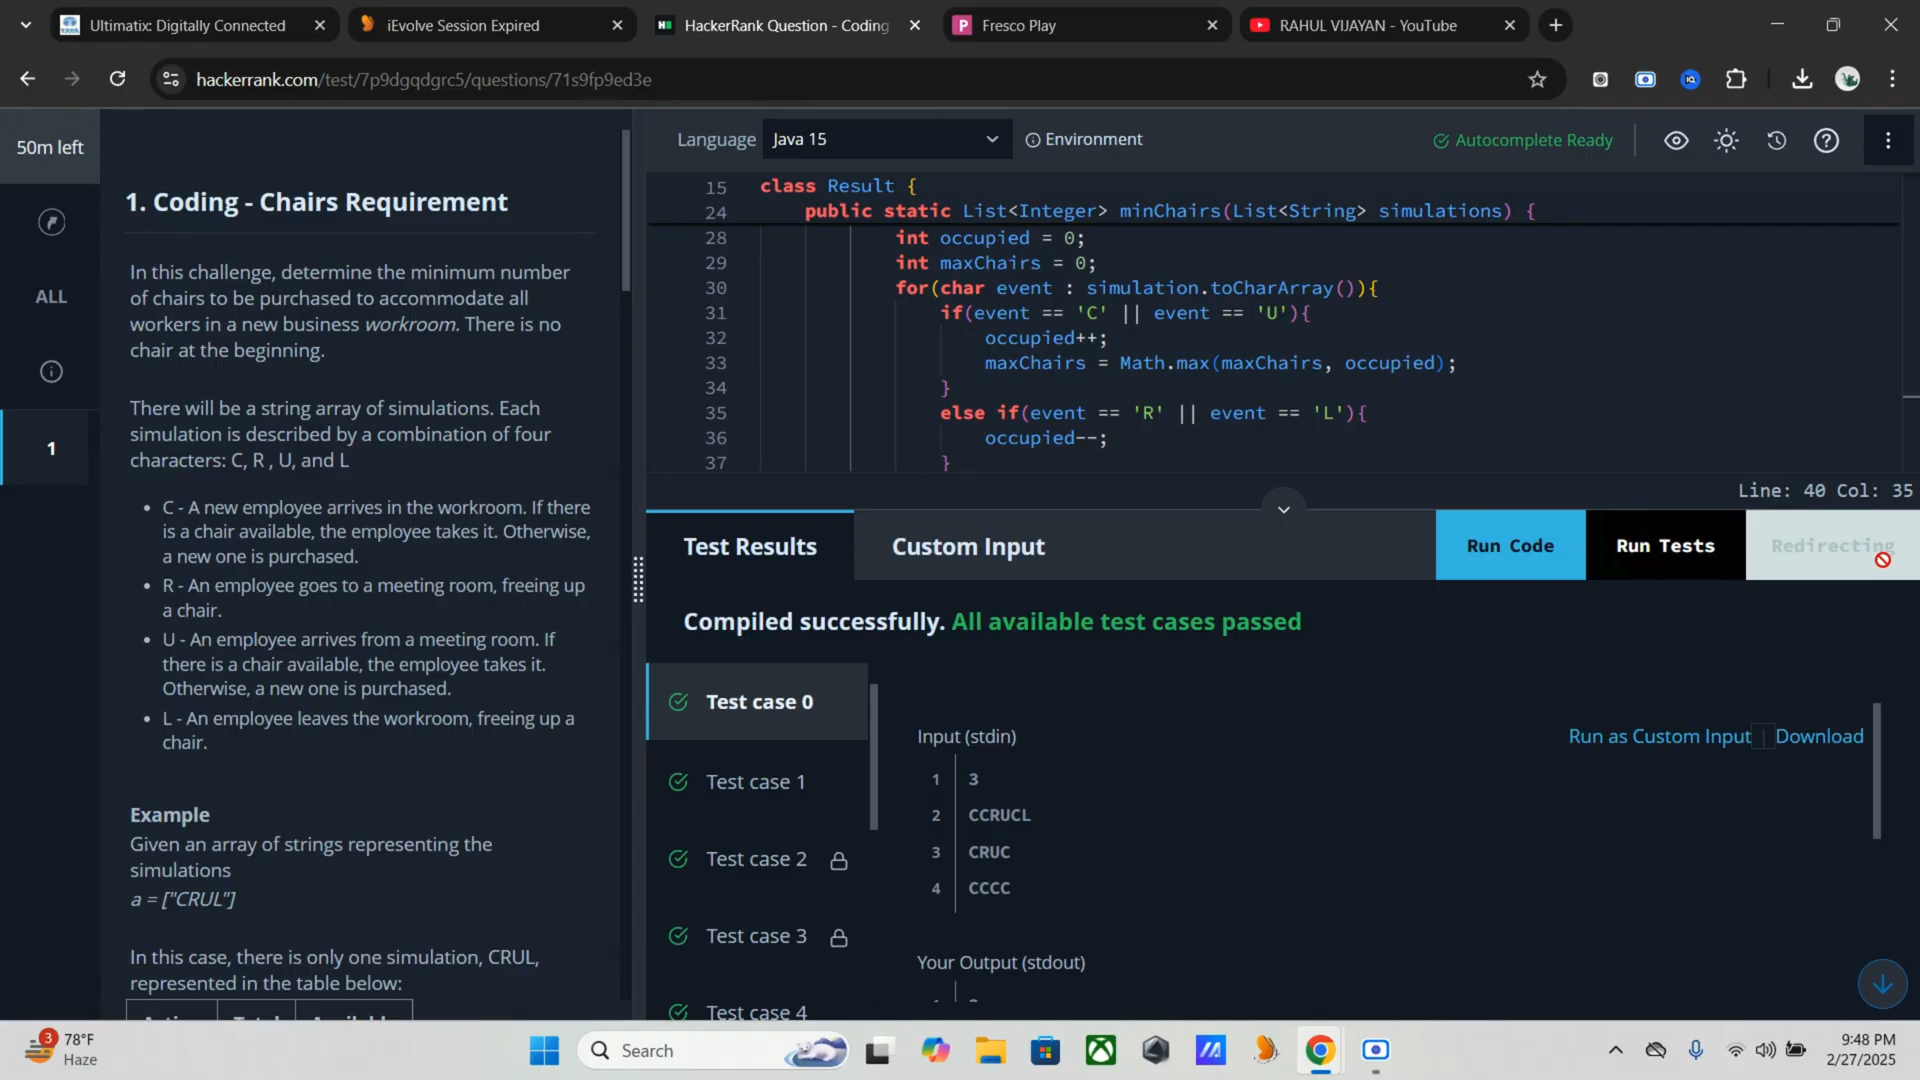 Ultimatix: Digitally Connected
iEvolve Session Expired
HackerRank Question - Coding
Fresco Play
RAHUL VIJAYAN - YouTube
hackerrank.com/test/7p9dgqdgrc5/questions/71s9fp9ed3e
50m left
ALL
1
1. Coding - Chairs Requirement
In this challenge, determine the minimum number
of chairs to be purchased to accommodate all
workers in a new business workroom. There is no
chair at the beginning.
There will be a string array of simulations. Each
simulation is described by a combination of four
characters: C, R , U, and L
• C - A new employee arrives in the workroom. If there
is a chair available, the employee takes it. Otherwise,
a new one is purchased.
• R - An employee goes to a meeting room, freeing up
a chair.
• U - An employee arrives from a meeting room. If
there is a chair available, the employee takes it.
Otherwise, a new one is purchased.
• L - An employee leaves the workroom, freeing up a
chair.
Example
Given an array of strings representing the
simulations
a = ["CRUL"]
In this case, there is only one simulation, CRUL,
represented in the table below:
Language Java 15 Environment
Autocomplete Ready
15 class Result {
24 public static List<Integer> minChairs(List<String> simulations) {
28 int occupied = 0;
29 int maxChairs = 0;
30 for(char event : simulation.toCharArray()){
31 if(event == 'C' || event == 'U'){
32 occupied++;
33 maxChairs = Math.max(maxChairs, occupied);
34 }
35 else if(event == 'R' || event == 'L'){
36 occupied--;
37 }
Line: 40 Col: 35
Test Results
Custom Input
Run Code
Run Tests
Redirecting
Compiled successfully. All available test cases passed
Test case 0
Test case 1
Test case 2
Test case 3
Test case 4
Input (stdin)
Run as Custom Input | Download
1 3
2 CCRUCL
3 CRUC
4 CCCC
Your Output (stdout)
3
78°F
Haze
Search
9:48 PM
2/27/2025